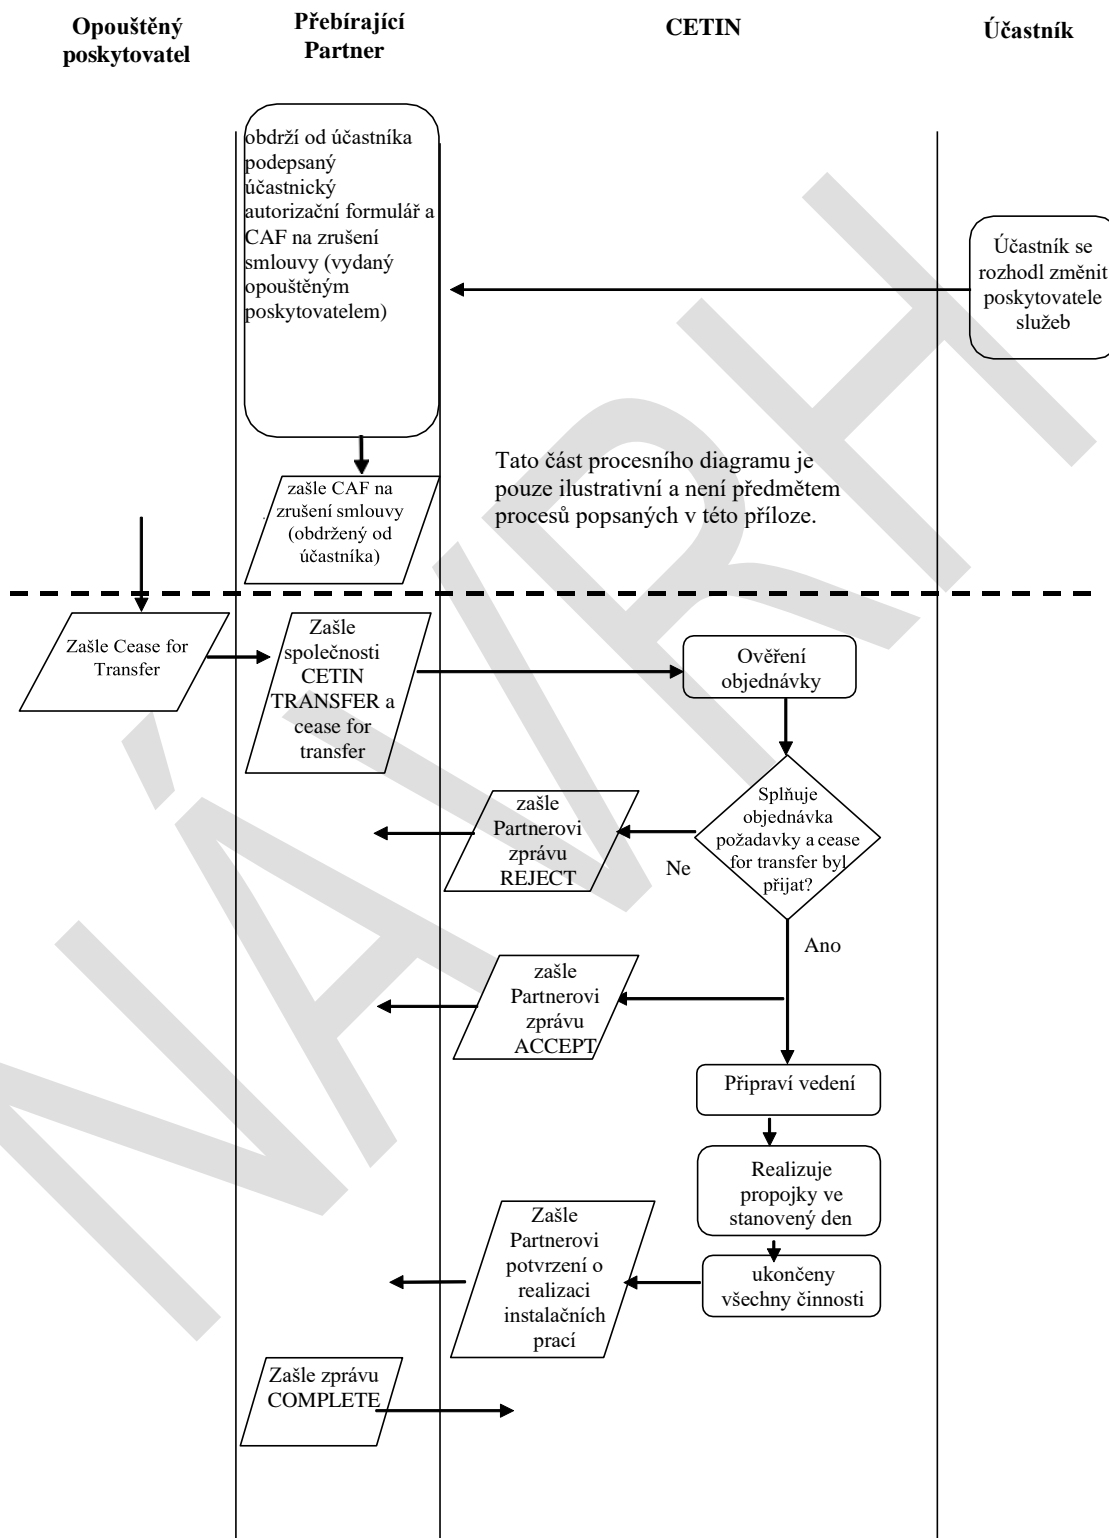 Opouštěný
poskytovatel
Přebírající
Partner
CETIN
Účastník
obdrží od účastníka
podepsaný
účastnický
autorizační formulář a
CAF na zrušení
smlouvy (vydaný
opouštěným
poskytovatelem)
Účastník se
rozhodl změnit
poskytovatele
služeb
Tato část procesního diagramu je
pouze ilustrativní a není předmětem
procesů popsaných v této příloze.
zašle CAF na
zrušení smlouvy
(obdržený od
účastníka)
Zašle Cease for
Transfer
Zašle
společnosti
CETIN
TRANSFER a
cease for
transfer
Ověření
objednávky
Splňuje
objednávka
požadavky a cease
for transfer byl
přijat?
zašle
Partnerovi
zprávu
REJECT
Ne
Ano
zašle
Partnerovi
zprávu
ACCEPT
Připraví vedení
Realizuje
propojky ve
stanovený den
Zašle
Partnerovi
potvrzení o
realizaci
instalačních
prací
ukončeny
všechny činnosti
Zašle zprávu
COMPLETE
NÁVRH